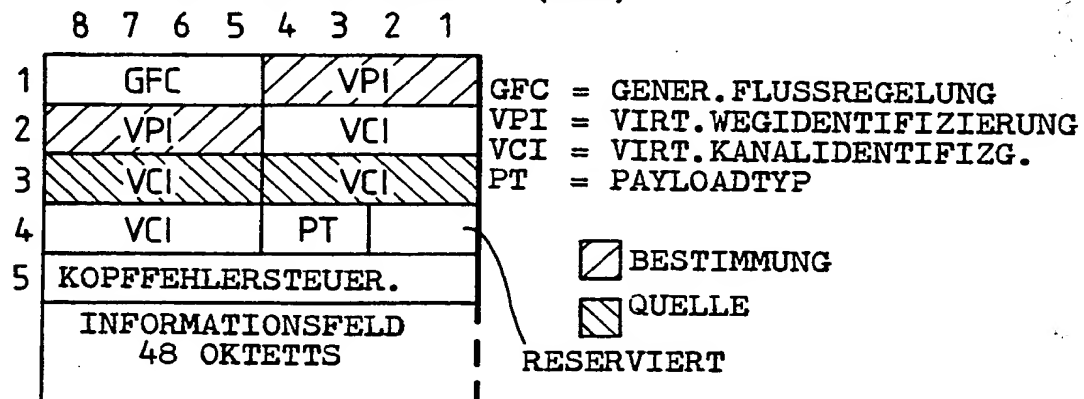 8 7 6 5 4 3 2 1
1 GFC VPI
GFC = GENER.FLUSSREGELUNG
2 VPI VCI
VPI = VIRT.WEGIDENTIFIZIERUNG
VCI = VIRT.KANALIDENTIFIZG.
3 VCI VCI
PT = PAYLOADTYP
4 VCI PT
BESTIMMUNG
5 KOPFFEHLERSTEUER.
QUELLE
INFORMATIONSFELD
48 OKTETTS
RESERVIERT